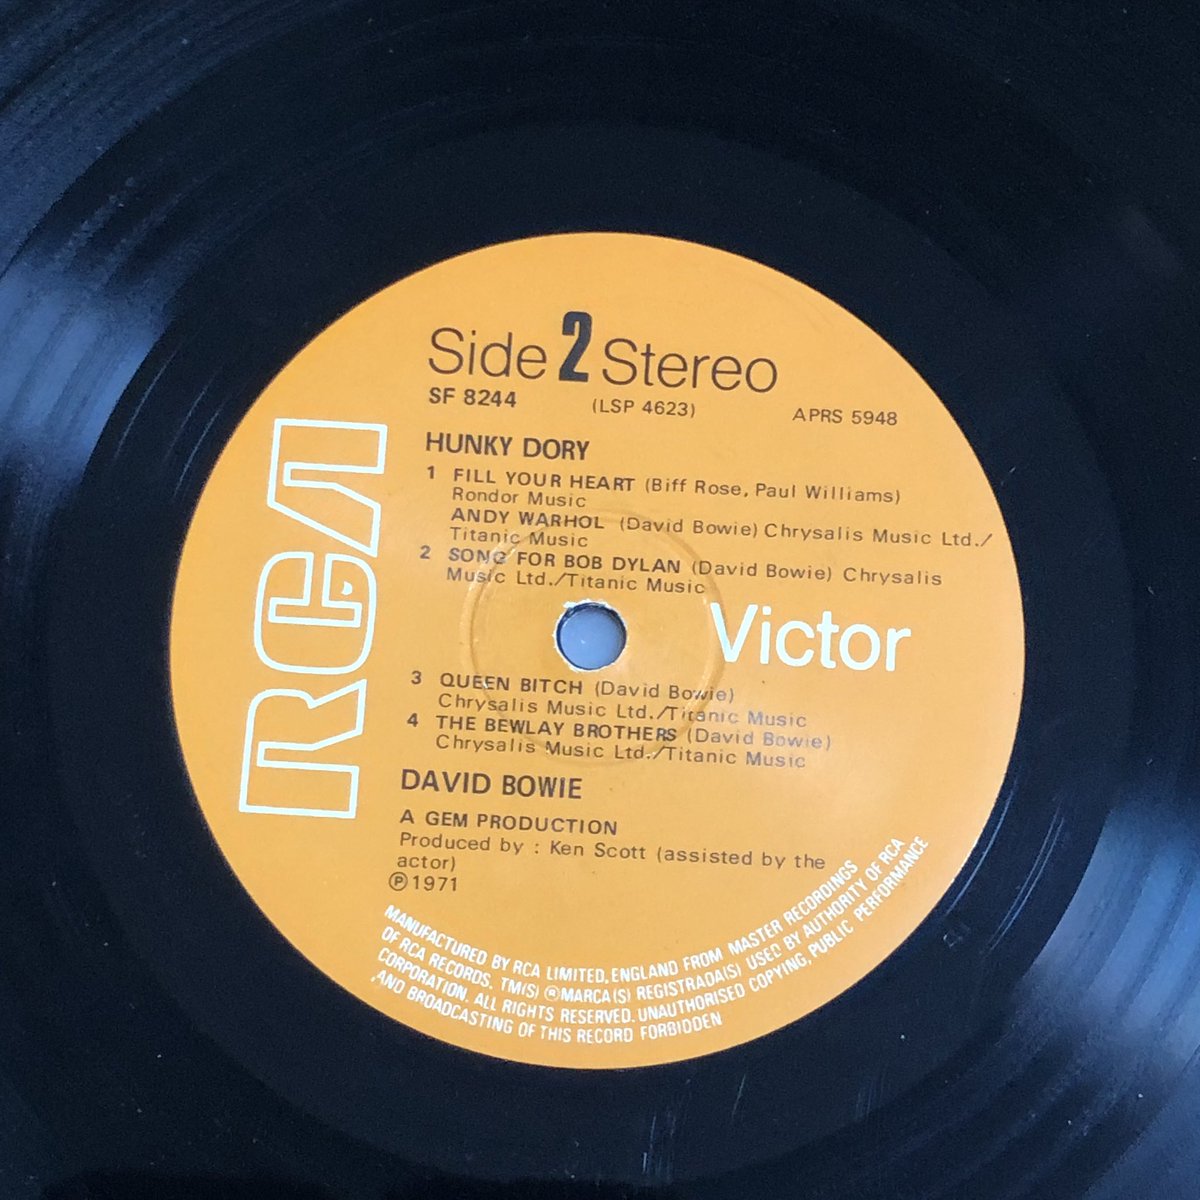 Side 2 Stereo
SF 8244 (LSP 4623) APRS 5948
HUNKY DORY
1 FILL YOUR HEART (Biff Rose, Paul Williams)
Rondor Music
ANDY WARHOL (David Bowie) Chrysalis Music Ltd./
Titanic Music
2 SONG FOR BOB DYLAN (David Bowie) Chrysalis
Music Ltd./Titanic Music
RCA
Victor
3 QUEEN BITCH (David Bowie)
Chrysalis Music Ltd./Titanic Music
4 THE BEWLAY BROTHERS (David Bowie)
Chrysalis Music Ltd./Titanic Music
DAVID BOWIE
A GEM PRODUCTION
Produced by : Ken Scott (assisted by the
actor)
℗ 1971
MANUFACTURED BY RCA LIMITED, ENGLAND FROM MASTER RECORDINGS
OF RCA RECORDS. TM(S) ® MARCA(S) REGISTRADA(S) USED BY AUTHORITY OF RCA
CORPORATION. ALL RIGHTS RESERVED. UNAUTHORISED COPYING, PUBLIC PERFORMANCE
,AND BROADCASTING OF THIS RECORD FORBIDDEN